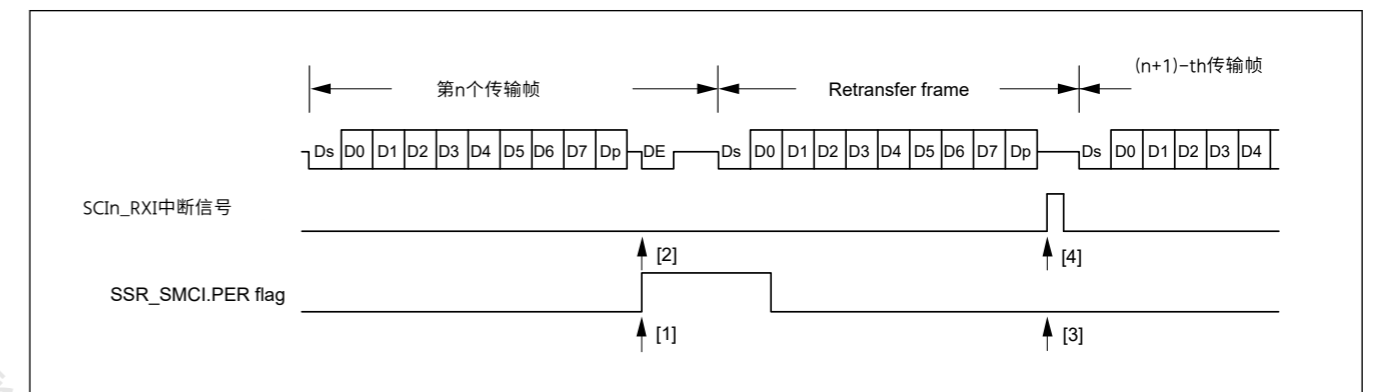 第n个传输帧 Retransfer frame (n+1)-th传输帧
Ds D0 D1 D2 D3 D4 D5 D6 D7 Dp DE Ds D0 D1 D2 D3 D4 D5 D6 D7 Dp Ds D0 D1 D2 D3 D4
SCIn_RXI中断信号
[2] [4]
SSR_SMCI.PER flag
[1] [3]